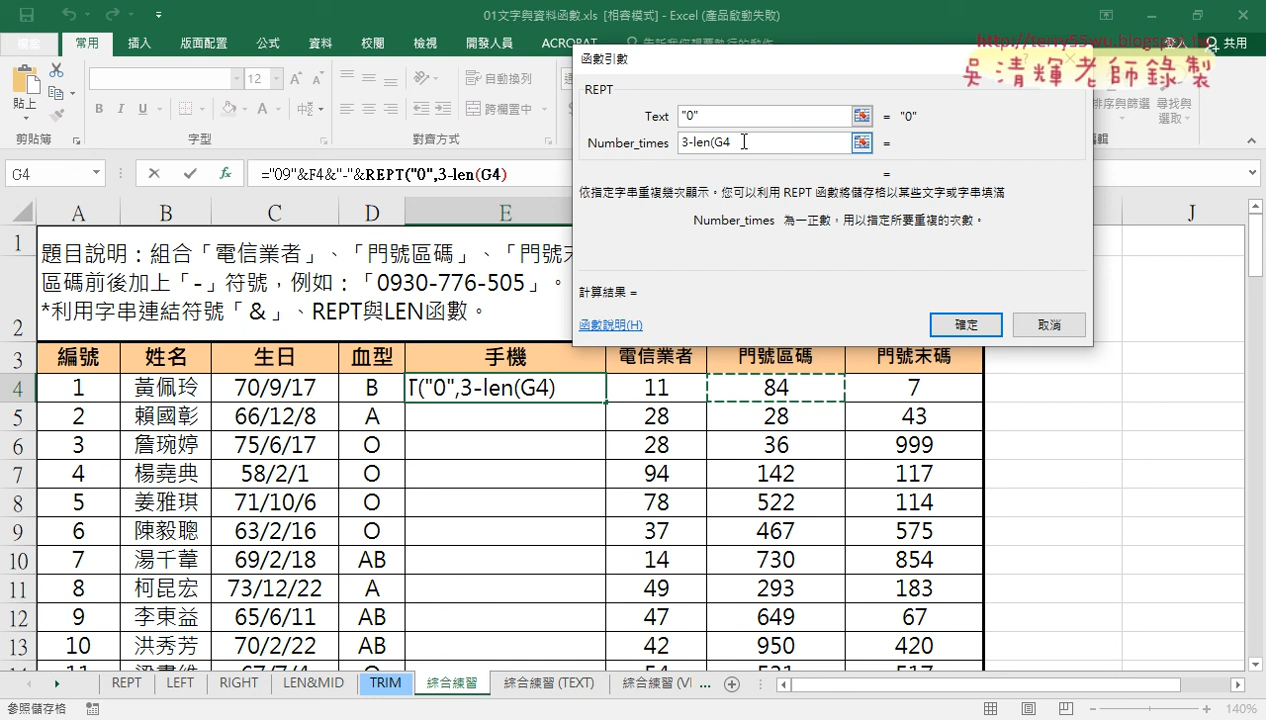 01文字與資料函數.xls [相容模式] - Excel (產品啟動失敗)
檔案 常用 插入 版面配置 公式 資料 校閱 檢視 開發人員 ACROBAT 登入 共用
http://terry55wu.blogspot.tw
吳清輝老師錄製
貼上 12 自動換列 跨欄置中 排序與篩選 尋找與選取
剪貼簿 字型 對齊方式 編輯
函數引數
REPT
Text "0" = "0"
Number_times 3-len(G4 =
=
依指定字串重複幾次顯示。您可以利用 REPT 函數將儲存格以某些文字或字串填滿
Number_times 為一正數，用以指定所要重複的次數。
計算結果 =
函數說明(H) 確定 取消
G4 fx ="09"&F4&"-"&REPT("0",3-len(G4)
A B C D E J
1 題目說明：組合「電信業者」、「門號區碼」、「門號末
2 區碼前後加上「-」符號，例如：「0930-776-505」。
*利用字串連結符號「&」、REPT與LEN函數。
3 編號 姓名 生日 血型 手機 電信業者 門號區碼 門號末碼
4 1 黃佩玲 70/9/17 B T("0",3-len(G4) 11 84 7
5 2 賴國彰 66/12/8 A 28 28 43
6 3 詹琬婷 75/6/17 O 28 36 999
7 4 楊堯典 58/2/1 O 94 142 117
8 5 姜雅琪 71/10/6 O 78 522 114
9 6 陳毅聰 63/2/16 O 37 467 575
10 7 湯千葦 69/2/18 AB 14 730 854
11 8 柯昆宏 73/12/22 A 49 293 183
12 9 李東益 65/6/11 AB 47 649 67
13 10 洪秀芳 70/2/22 AB 42 950 420
REPT LEFT RIGHT LEN&MID TRIM 綜合練習 綜合練習 (TEXT) 綜合練習 (VI ...
參照儲存格 140%